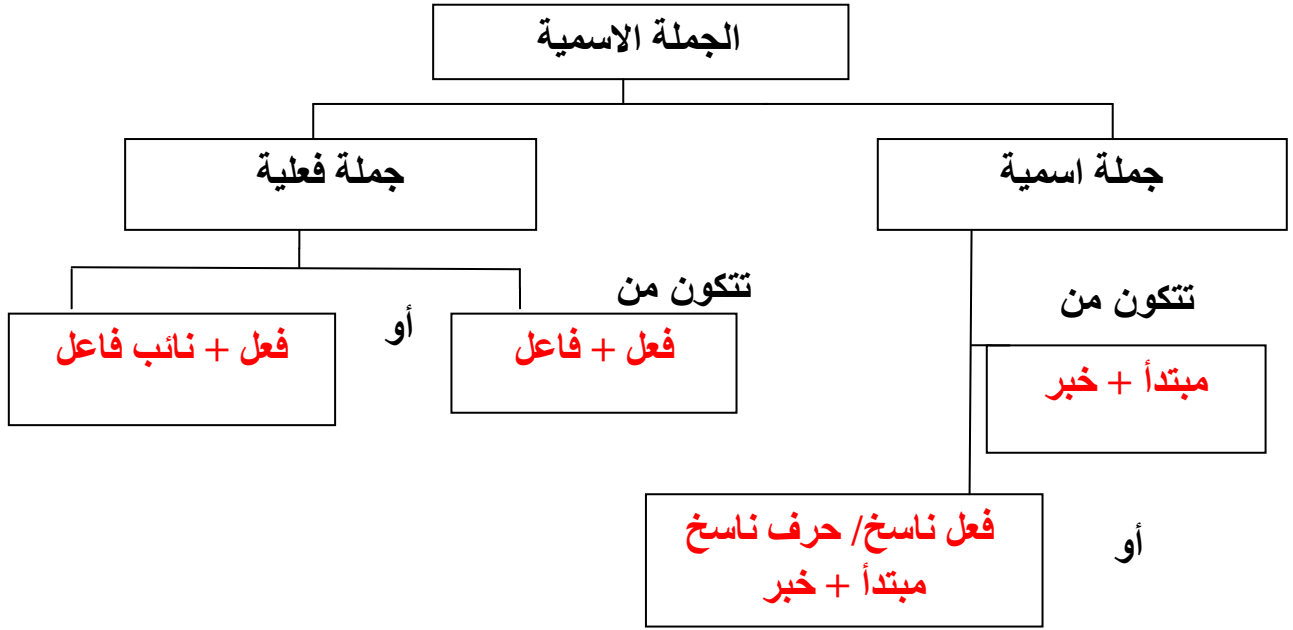 الجملة الاسمية
جملة اسمية
جملة فعلية
تتكون من
مبتدأ + خبر
أو
فعل ناسخ/ حرف ناسخ
مبتدأ + خبر
تتكون من
فعل + فاعل
أو
فعل + نائب فاعل